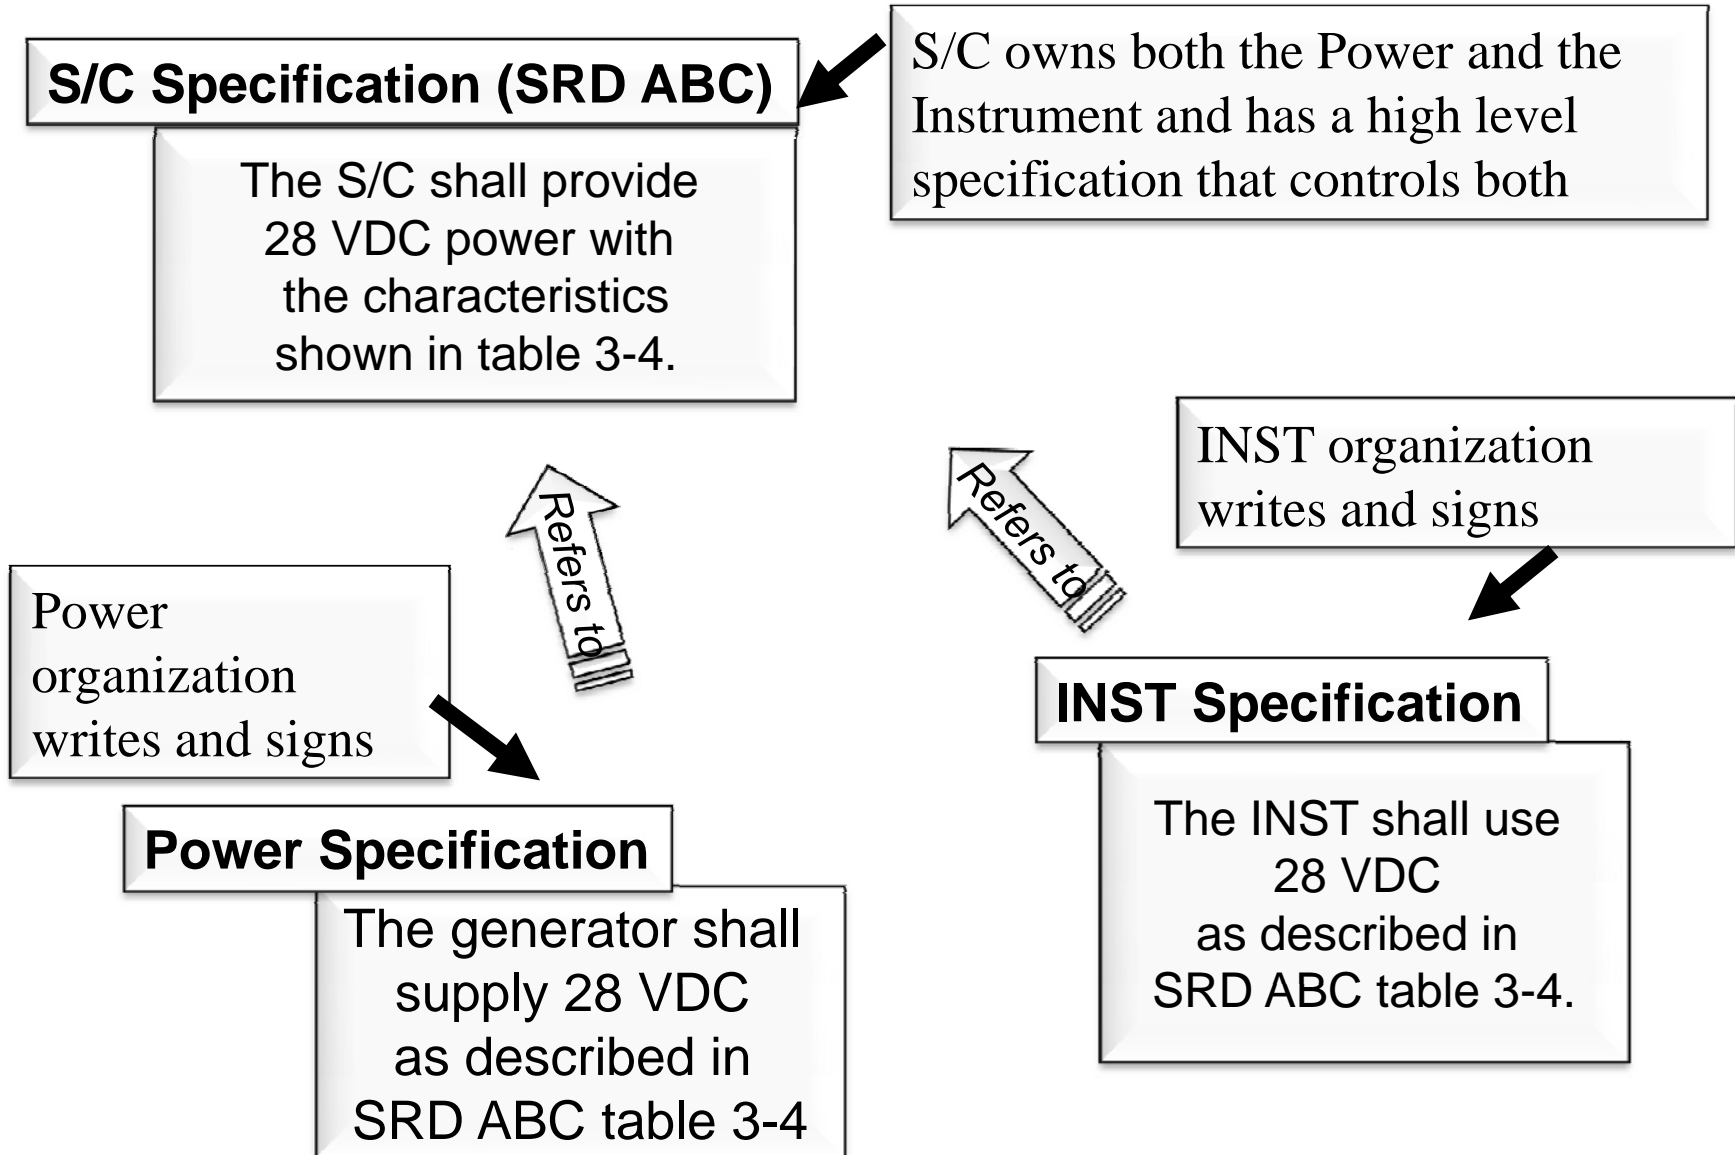 S/C Specification (SRD ABC)
The S/C shall provide
28 VDC power with
the characteristics
shown in table 3-4.
S/C owns both the Power and the
Instrument and has a high level
specification that controls both
Refers to
Refers to
INST organization
writes and signs
Power
organization
writes and signs
INST Specification
The INST shall use
28 VDC
as described in
SRD ABC table 3-4.
Power Specification
The generator shall
supply 28 VDC
as described in
SRD ABC table 3-4